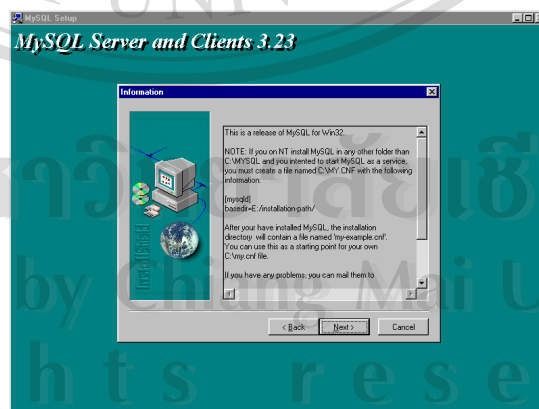 MySQL Setup
MySQL Server and Clients 3.23
Information
This is a release of MySQL for Win32.
NOTE: If you on NT install MySQL in any other folder than
C:\MYSQL and you intented to start MySQL as a service,
you must create a file named C:\MY.CNF with the following
information:
[mysqld]
basedir=E:/installation-path/
After your have installed MySQL, the installation
directory will contain a file named 'my-example.cnf'.
You can use this as a starting point for your own
C:\my.cnf file.
If you have any problems, you can mail them to
InstallShield
< Back
Next >
Cancel
by Chiang Mai U
h t s r e s e